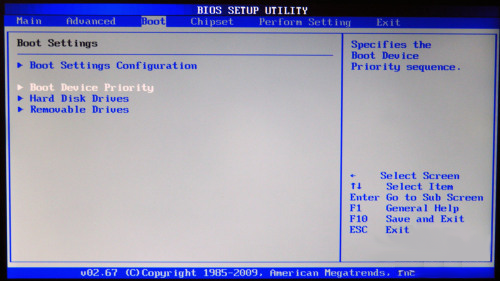 BIOS SETUP UTILITY
Main Advanced Boot Chipset Perform Setting Exit
Boot Settings
Boot Settings Configuration
Boot Device Priority
Hard Disk Drives
Removable Drives
Specifies the
Boot Device
Priority sequence.
← Select Screen
↑↓ Select Item
Enter Go to Sub Screen
F1 General Help
F10 Save and Exit
ESC Exit
v02.67 (C)Copyright 1985-2009, American Megatrends, Inc